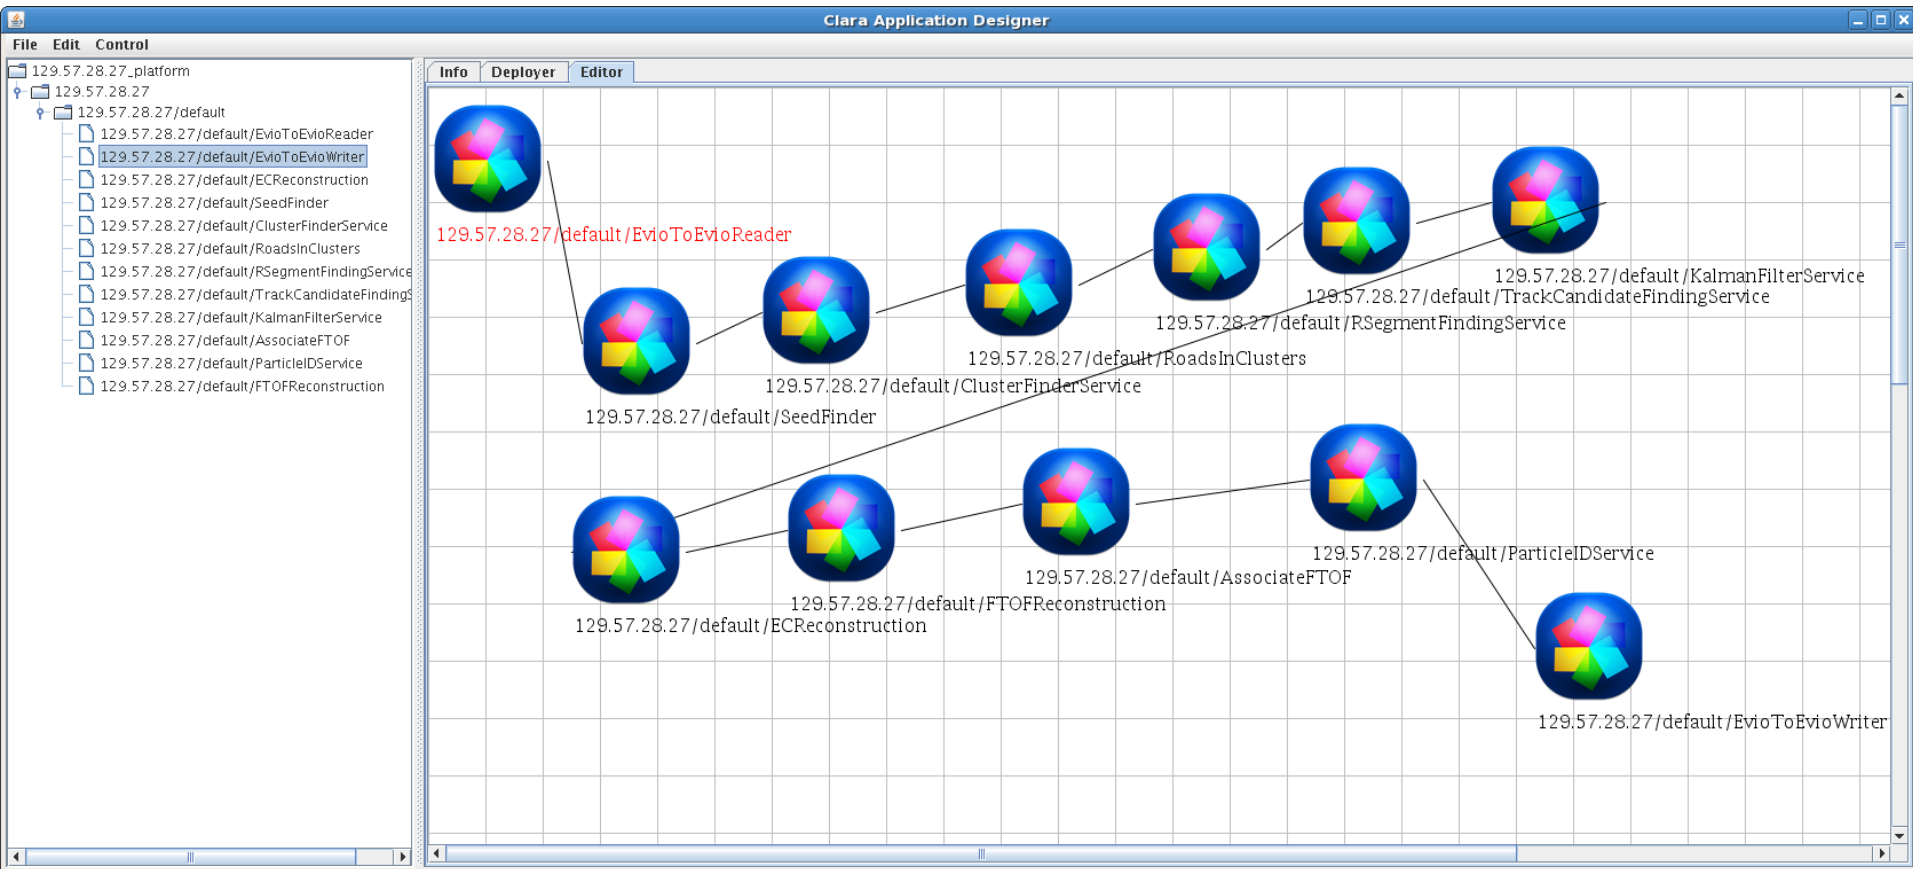 Clara Application Designer
File Edit Control
129.57.28.27_platform
129.57.28.27
129.57.28.27/default
129.57.28.27/default/EvioToEvioReader
129.57.28.27/default/EvioToEvioWriter
129.57.28.27/default/ECReconstruction
129.57.28.27/default/SeedFinder
129.57.28.27/default/ClusterFinderService
129.57.28.27/default/RoadsInClusters
129.57.28.27/default/RSegmentFindingService
129.57.28.27/default/TrackCandidateFindingS
129.57.28.27/default/KalmanFilterService
129.57.28.27/default/AssociateFTOF
129.57.28.27/default/ParticleIDService
129.57.28.27/default/FTOFReconstruction
Info Deployer Editor
129.57.28.27/default/EvioToEvioReader
129.57.28.27/default/KalmanFilterService
129.57.28.27/default/TrackCandidateFindingService
129.57.28.27/default/RSegmentFindingService
129.57.28.27/default/RoadsInClusters
129.57.28.27/default/ClusterFinderService
129.57.28.27/default/SeedFinder
129.57.28.27/default/ParticleIDService
129.57.28.27/default/AssociateFTOF
129.57.28.27/default/FTOFReconstruction
129.57.28.27/default/ECReconstruction
129.57.28.27/default/EvioToEvioWriter